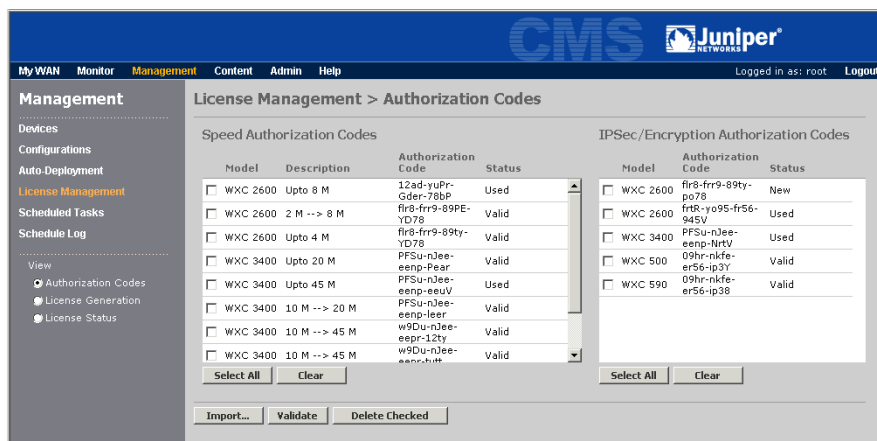 CMS
Juniper
NETWORKS
My WAN Monitor Management Content Admin Help
Logged in as: root Logout
Management
Devices
Configurations
Auto-Deployment
License Management
Scheduled Tasks
Schedule Log
View
Authorization Codes
License Generation
License Status
License Management > Authorization Codes
Speed Authorization Codes
Model Description Authorization Code Status
WXC 2600 Upto 8 M 12ad-yuPr-Gder-78bP Used
WXC 2600 2 M --> 8 M flr8-frr9-89PE-YD78 Valid
WXC 2600 Upto 4 M flr8-frr9-89ty-YD78 Valid
WXC 3400 Upto 20 M PFSu-nJee-eenp-Pear Valid
WXC 3400 Upto 45 M PFSu-nJee-eenp-eeuV Used
WXC 3400 10 M --> 20 M PFSu-nJee-eenp-leer Valid
WXC 3400 10 M --> 45 M w9Du-nJee-eepr-12ty Valid
WXC 3400 10 M --> 45 M w9Du-nJee-eepr-tutt Valid
Select All Clear
IPSec/Encryption Authorization Codes
Model Authorization Code Status
WXC 2600 flr8-frr9-89ty-po78 New
WXC 2600 frtR-yo95-fr56-945V Used
WXC 3400 PFSu-nJee-eenp-NrtV Used
WXC 500 09hr-nkfe-er56-ip3Y Valid
WXC 590 09hr-nkfe-er56-ip38 Valid
Select All Clear
Import... Validate Delete Checked